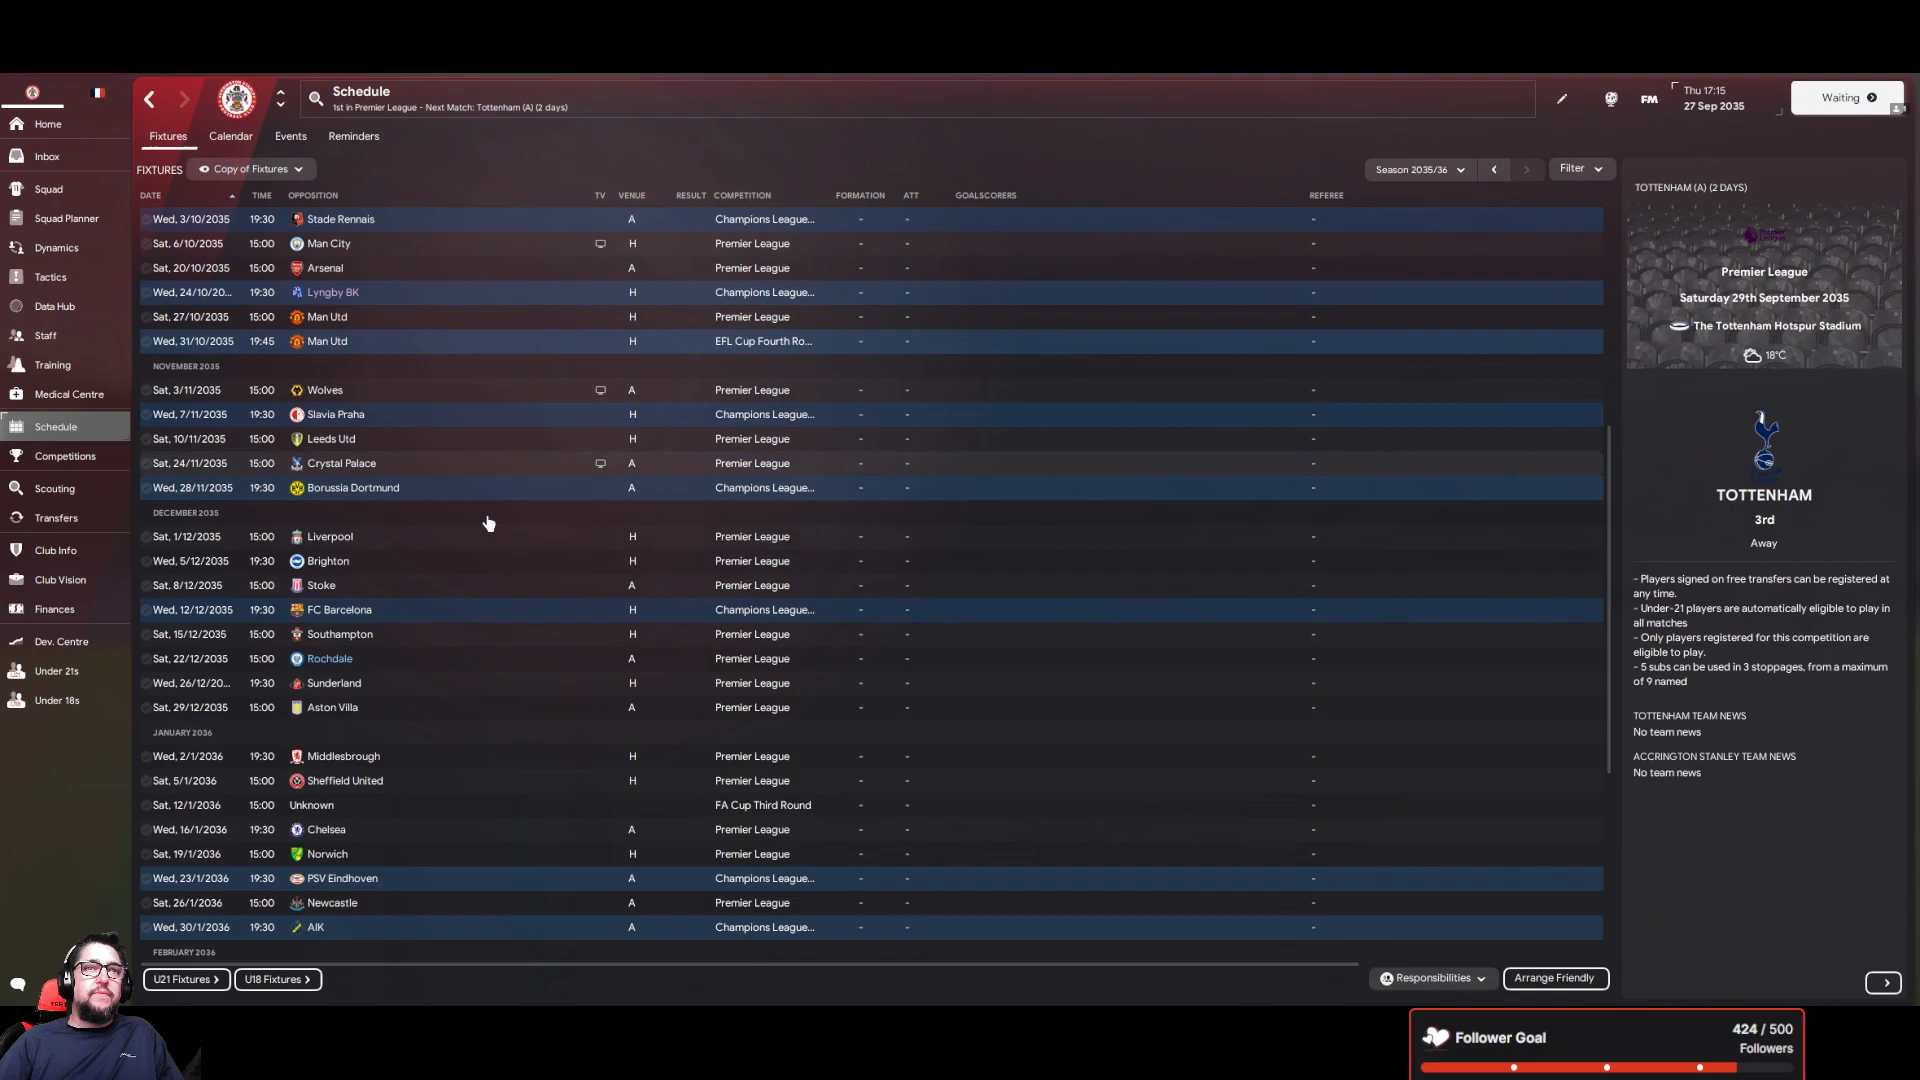 Schedule
1st in Premier League - Next Match: Tottenham (A) (2 days)
FM
Thu 17:15
27 Sep 2035
Waiting
Home
Inbox
Squad
Squad Planner
Dynamics
Tactics
Data Hub
Staff
Training
Medical Centre
Schedule
Competitions
Scouting
Transfers
Club Info
Club Vision
Finances
Dev. Centre
Under 21s
Under 18s
Fixtures Calendar Events Reminders
FIXTURES Copy of Fixtures Season 2035/36 Filter
DATE TIME OPPOSITION TV VENUE RESULT COMPETITION FORMATION ATT GOALSCORERS REFEREE
Wed, 3/10/2035 19:30 Stade Rennais A Champions League... - - -
Sat, 6/10/2035 15:00 Man City H Premier League - - -
Sat, 20/10/2035 15:00 Arsenal A Premier League - - -
Wed, 24/10/20... 19:30 Lyngby BK H Champions League... - - -
Sat, 27/10/2035 15:00 Man Utd H Premier League - - -
Wed, 31/10/2035 19:45 Man Utd H EFL Cup Fourth Ro... - - -
NOVEMBER 2035
Sat, 3/11/2035 15:00 Wolves A Premier League - - -
Wed, 7/11/2035 19:30 Slavia Praha H Champions League... - - -
Sat, 10/11/2035 15:00 Leeds Utd H Premier League - - -
Sat, 24/11/2035 15:00 Crystal Palace A Premier League - - -
Wed, 28/11/2035 19:30 Borussia Dortmund A Champions League... - - -
DECEMBER 2035
Sat, 1/12/2035 15:00 Liverpool H Premier League - - -
Wed, 5/12/2035 19:30 Brighton H Premier League - - -
Sat, 8/12/2035 15:00 Stoke A Premier League - - -
Wed, 12/12/2035 19:30 FC Barcelona H Champions League... - - -
Sat, 15/12/2035 15:00 Southampton H Premier League - - -
Sat, 22/12/2035 15:00 Rochdale A Premier League - - -
Wed, 26/12/20... 19:30 Sunderland H Premier League - - -
Sat, 29/12/2035 15:00 Aston Villa A Premier League - - -
JANUARY 2036
Wed, 2/1/2036 19:30 Middlesbrough H Premier League - - -
Sat, 5/1/2036 15:00 Sheffield United H Premier League - - -
Sat, 12/1/2036 15:00 Unknown FA Cup Third Round - - -
Wed, 16/1/2036 19:30 Chelsea A Premier League - - -
Sat, 19/1/2036 15:00 Norwich H Premier League - - -
Wed, 23/1/2036 19:30 PSV Eindhoven A Champions League... - - -
Sat, 26/1/2036 15:00 Newcastle A Premier League - - -
Wed, 30/1/2036 19:30 AIK A Champions League... - - -
FEBRUARY 2036
U21 Fixtures U18 Fixtures Responsibilities Arrange Friendly
TOTTENHAM (A) (2 DAYS)
Premier League
Saturday 29th September 2035
The Tottenham Hotspur Stadium
18°C
TOTTENHAM
3rd
Away
- Players signed on free transfers can be registered at
any time.
- Under-21 players are automatically eligible to play in
all matches
- Only players registered for this competition are
eligible to play.
- 5 subs can be used in 3 stoppages, from a maximum
of 9 named
TOTTENHAM TEAM NEWS
No team news
ACCRINGTON STANLEY TEAM NEWS
No team news
Follower Goal 424 / 500
Followers